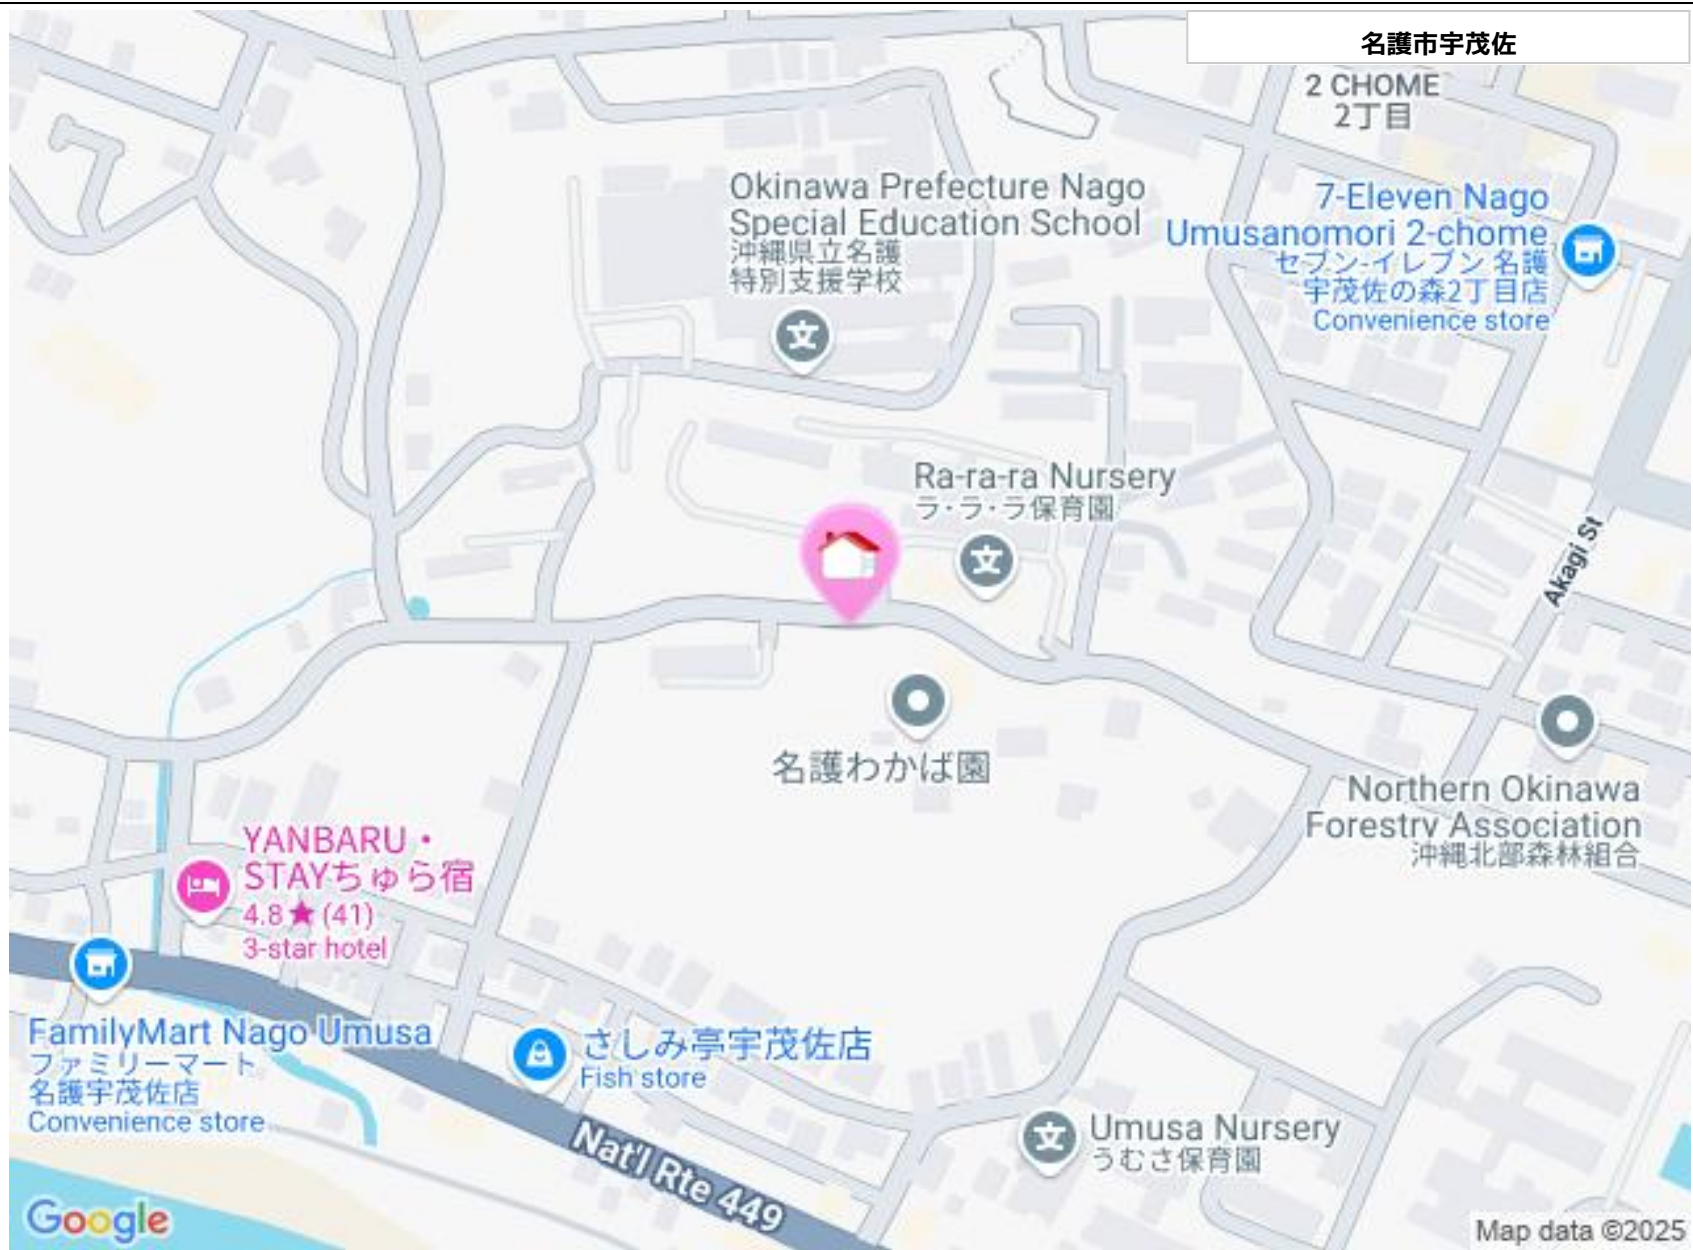 名護市宇茂佐
2 CHOME
2丁目
Okinawa Prefecture Nago
Special Education School
沖縄県立名護
特別支援学校
文
7-Eleven Nago
Umusanomori 2-chome
セブン-イレブン 名護
宇茂佐の森2丁目店
Convenience store
Ra-ra-ra Nursery
ラ・ラ・ラ保育園
文
Akagi St
名護わかば園
Northern Okinawa
Forestry Association
沖縄北部森林組合
YANBARU・
STAYちゅら宿
4.8★(41)
3-star hotel
FamilyMart Nago Umusa
ファミリーマート
名護宇茂佐店
Convenience store
さしみ亭宇茂佐店
Fish store
Nat'l Rte 449
文
Umusa Nursery
うむさ保育園
Google
Map data ©2025